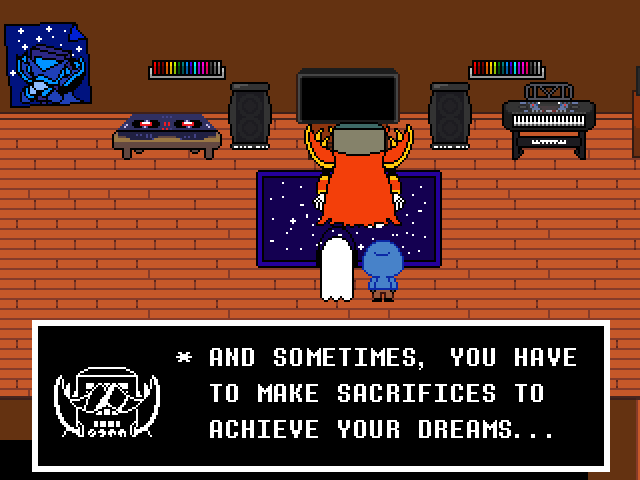 * AND SOMETIMES, YOU HAVE
TO MAKE SACRIFICES TO
ACHIEVE YOUR DREAMS...